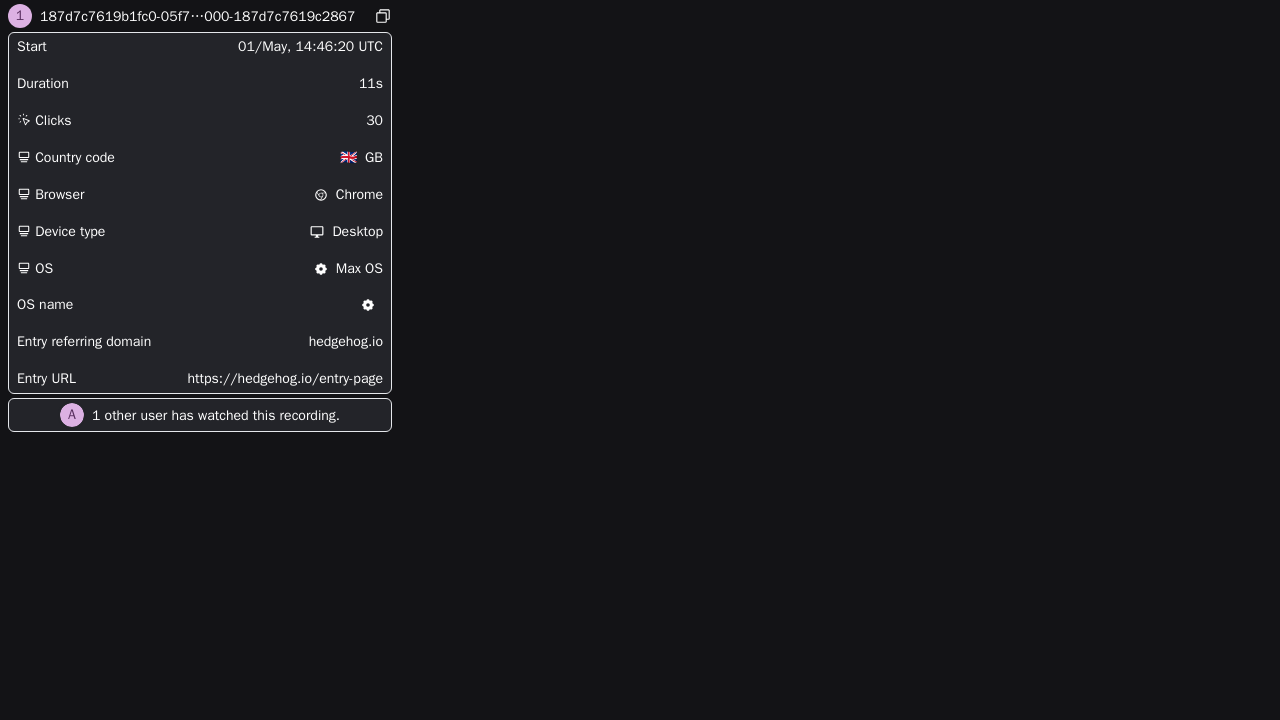 1 187d7c7619b1fc0-05f7⋯000-187d7c7619c2867
Start 01/May, 14:46:20 UTC
Duration 11s
Clicks 30
Country code GB
Browser Chrome
Device type Desktop
OS Max OS
OS name
Entry referring domain hedgehog.io
Entry URL https://hedgehog.io/entry-page
A 1 other user has watched this recording.